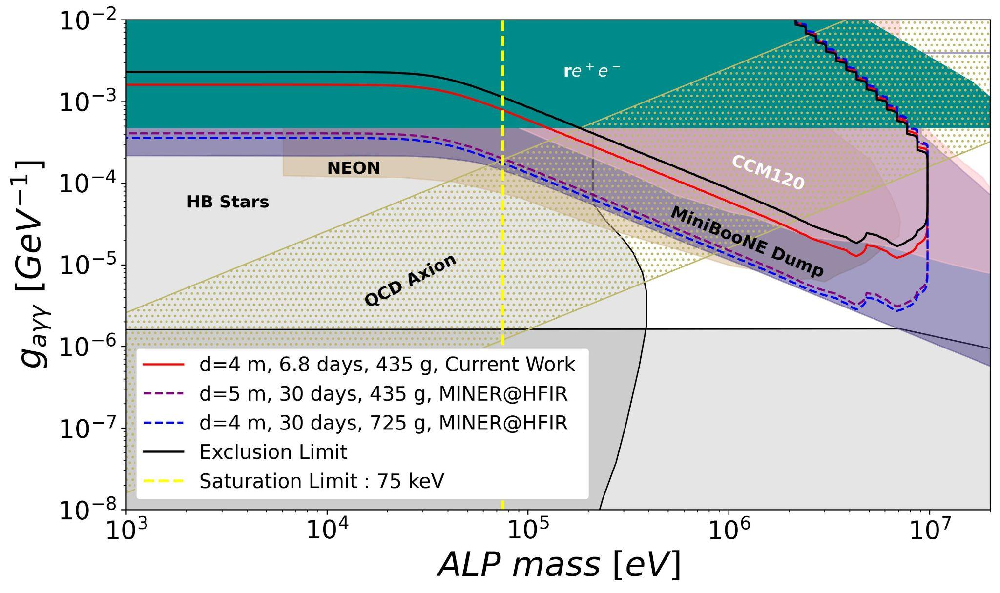 10⁻²
10⁻³
10⁻⁴
10⁻⁵
10⁻⁶
10⁻⁷
10⁻⁸
g_{aγγ} [GeV⁻¹]
re⁺e⁻
CCM120
NEON
HB Stars
MiniBooNE Dump
QCD Axion
d=4 m, 6.8 days, 435 g, Current Work
d=5 m, 30 days, 435 g, MINER@HFIR
d=4 m, 30 days, 725 g, MINER@HFIR
Exclusion Limit
Saturation Limit : 75 keV
10³ 10⁴ 10⁵ 10⁶ 10⁷
ALP mass [eV]